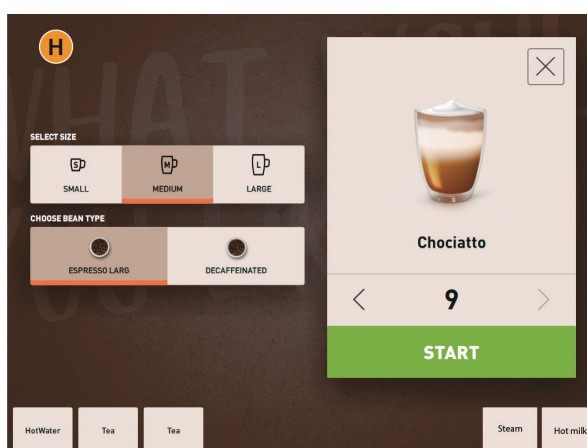 H
SELECT SIZE
S
M
L
SMALL
MEDIUM
LARGE
CHOOSE BEAN TYPE
ESPRESSO LARG
DECAFFEINATED
Chociatto
9
START
HotWater
Tea
Tea
Steam
Hot milk